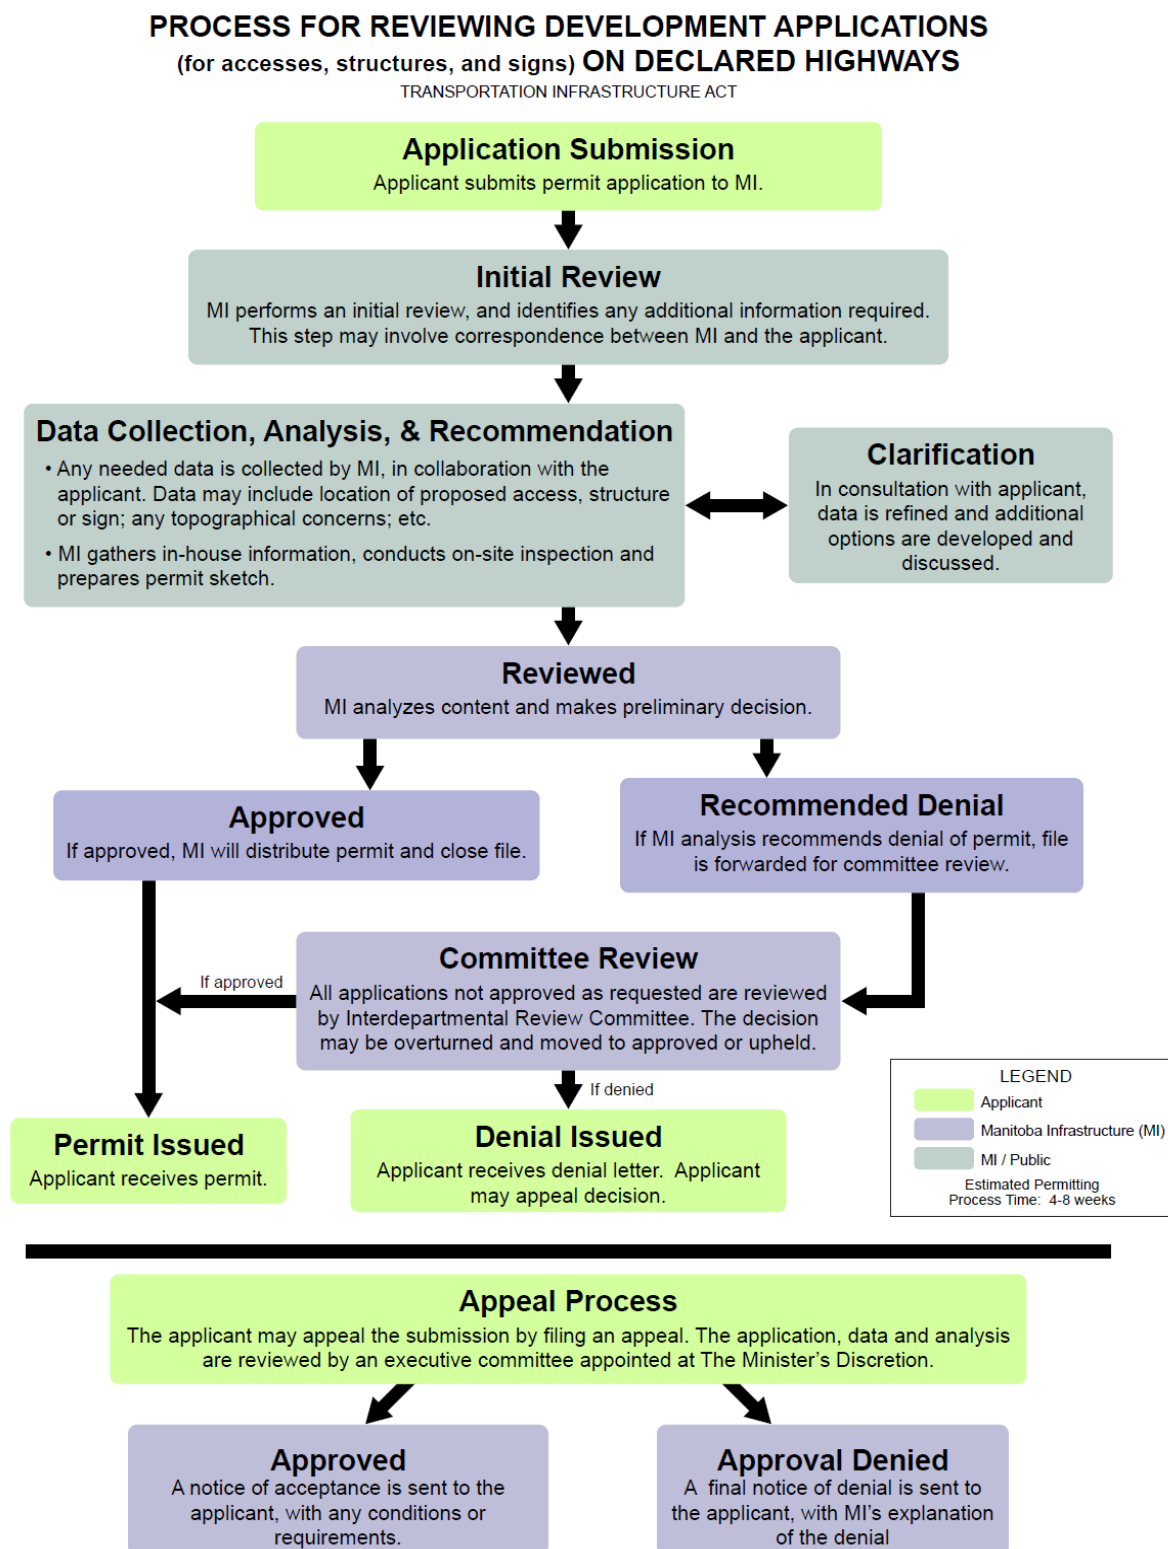 PROCESS FOR REVIEWING DEVELOPMENT APPLICATIONS
(for accesses, structures, and signs) ON DECLARED HIGHWAYS
TRANSPORTATION INFRASTRUCTURE ACT
Application Submission
Applicant submits permit application to MI.
Initial Review
MI performs an initial review, and identifies any additional information required.
This step may involve correspondence between MI and the applicant.
Data Collection, Analysis, & Recommendation
• Any needed data is collected by MI, in collaboration with the
applicant. Data may include location of proposed access, structure
or sign; any topographical concerns; etc.
• MI gathers in-house information, conducts on-site inspection and
prepares permit sketch.
Clarification
In consultation with applicant,
data is refined and additional
options are developed and
discussed.
Reviewed
MI analyzes content and makes preliminary decision.
Approved
If approved, MI will distribute permit and close file.
Recommended Denial
If MI analysis recommends denial of permit, file
is forwarded for committee review.
Committee Review
All applications not approved as requested are reviewed
by Interdepartmental Review Committee. The decision
may be overturned and moved to approved or upheld.
If approved
If denied
Permit Issued
Applicant receives permit.
Denial Issued
Applicant receives denial letter. Applicant
may appeal decision.
LEGEND
Applicant
Manitoba Infrastructure (MI)
MI / Public
Estimated Permitting
Process Time: 4-8 weeks
Appeal Process
The applicant may appeal the submission by filing an appeal. The application, data and analysis
are reviewed by an executive committee appointed at The Minister's Discretion.
Approved
A notice of acceptance is sent to the
applicant, with any conditions or
requirements.
Approval Denied
A final notice of denial is sent to
the applicant, with MI's explanation
of the denial